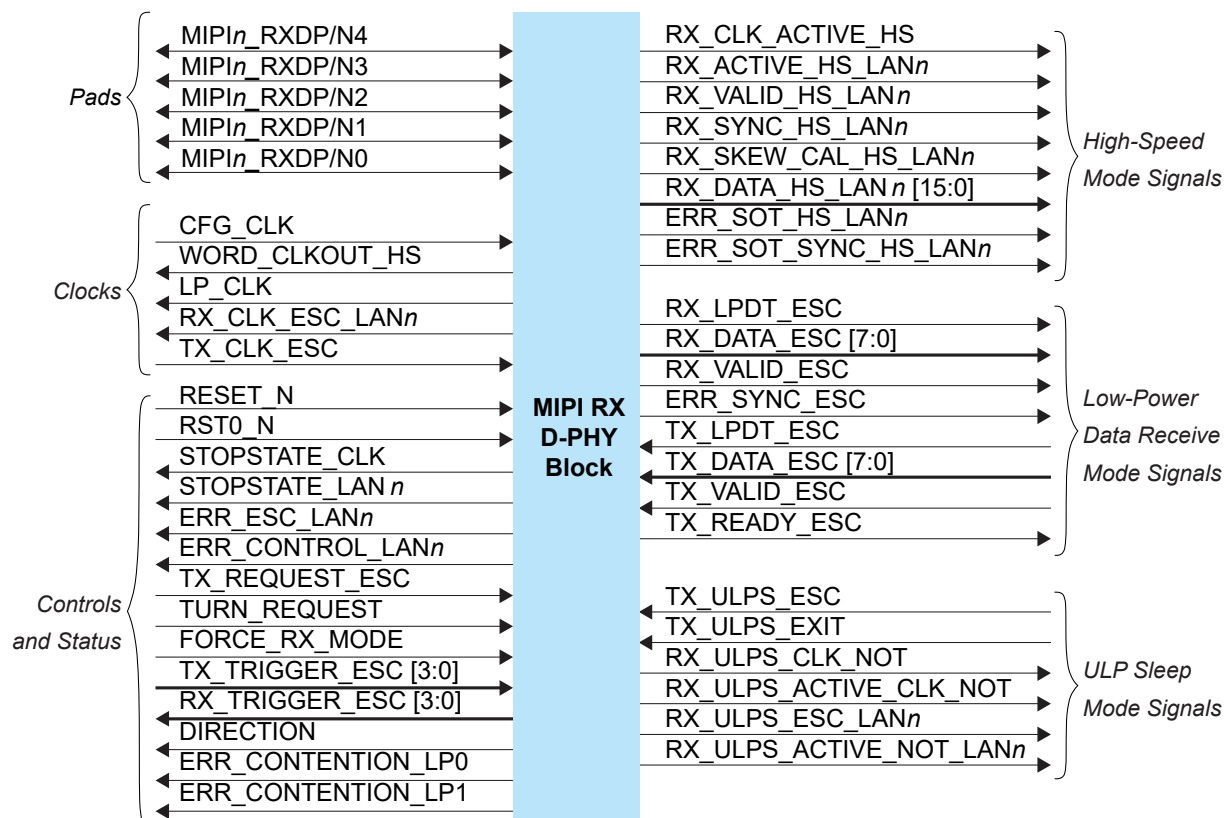 Pads
MIPIn_RXDP/N4
MIPIn_RXDP/N3
MIPIn_RXDP/N2
MIPIn_RXDP/N1
MIPIn_RXDP/N0
Clocks
CFG_CLK
WORD_CLKOUT_HS
LP_CLK
RX_CLK_ESC_LANn
TX_CLK_ESC
Controls
and Status
RESET_N
RST0_N
STOPSTATE_CLK
STOPSTATE_LAN n
ERR_ESC_LANn
ERR_CONTROL_LANn
TX_REQUEST_ESC
TURN_REQUEST
FORCE_RX_MODE
TX_TRIGGER_ESC [3:0]
RX_TRIGGER_ESC [3:0]
DIRECTION
ERR_CONTENTION_LP0
ERR_CONTENTION_LP1
MIPI RX
D-PHY
Block
RX_CLK_ACTIVE_HS
RX_ACTIVE_HS_LANn
RX_VALID_HS_LANn
RX_SYNC_HS_LANn
RX_SKEW_CAL_HS_LANn
RX_DATA_HS_LAN n [15:0]
ERR_SOT_HS_LANn
ERR_SOT_SYNC_HS_LANn
High-Speed
Mode Signals
RX_LPDT_ESC
RX_DATA_ESC [7:0]
RX_VALID_ESC
ERR_SYNC_ESC
TX_LPDT_ESC
TX_DATA_ESC [7:0]
TX_VALID_ESC
TX_READY_ESC
Low-Power
Data Receive
Mode Signals
TX_ULPS_ESC
TX_ULPS_EXIT
RX_ULPS_CLK_NOT
RX_ULPS_ACTIVE_CLK_NOT
RX_ULPS_ESC_LANn
RX_ULPS_ACTIVE_NOT_LANn
ULP Sleep
Mode Signals